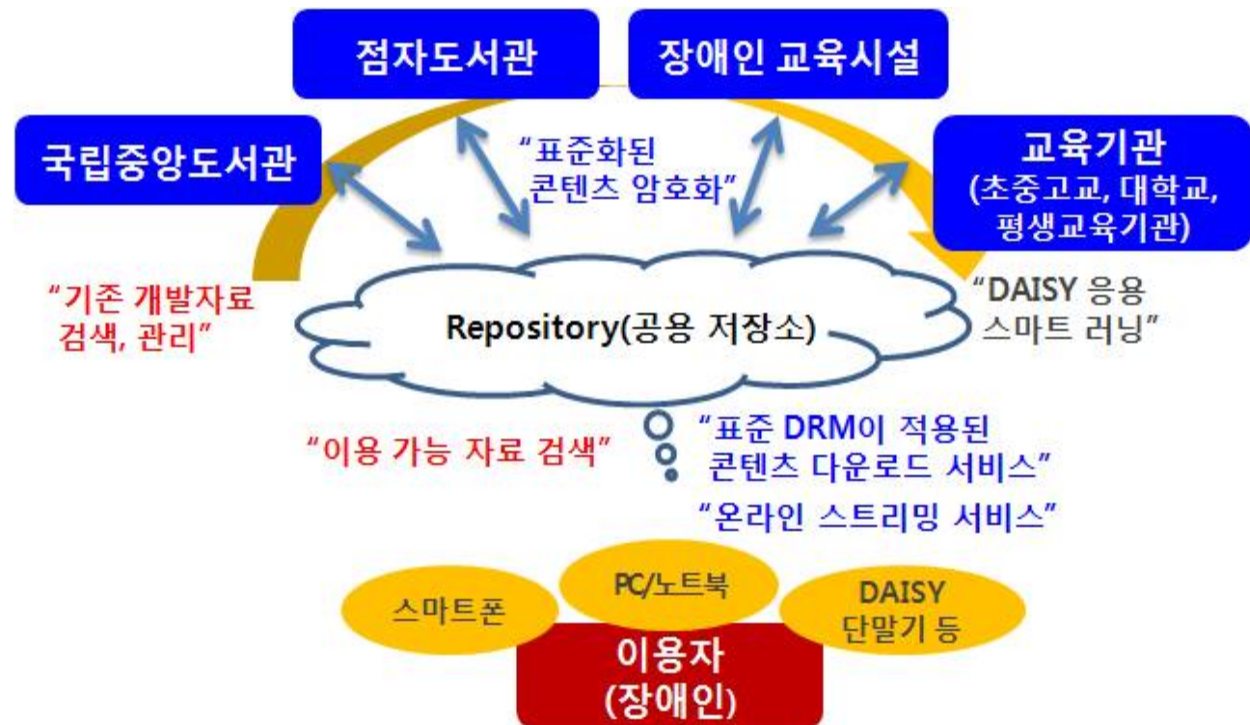 점자도서관
장애인 교육시설
국립중앙도서관
교육기관
(초중고교, 대학교,
평생교육기관)
“표준화된
콘텐츠 암호화”
“기존 개발자료
검색, 관리”
“DAISY 응용
스마트 러닝”
Repository(공용 저장소)
“이용 가능 자료 검색”
“표준 DRM이 적용된
콘텐츠 다운로드 서비스”
“온라인 스트리밍 서비스”
스마트폰
PC/노트북
DAISY
단말기 등
이용자
(장애인)